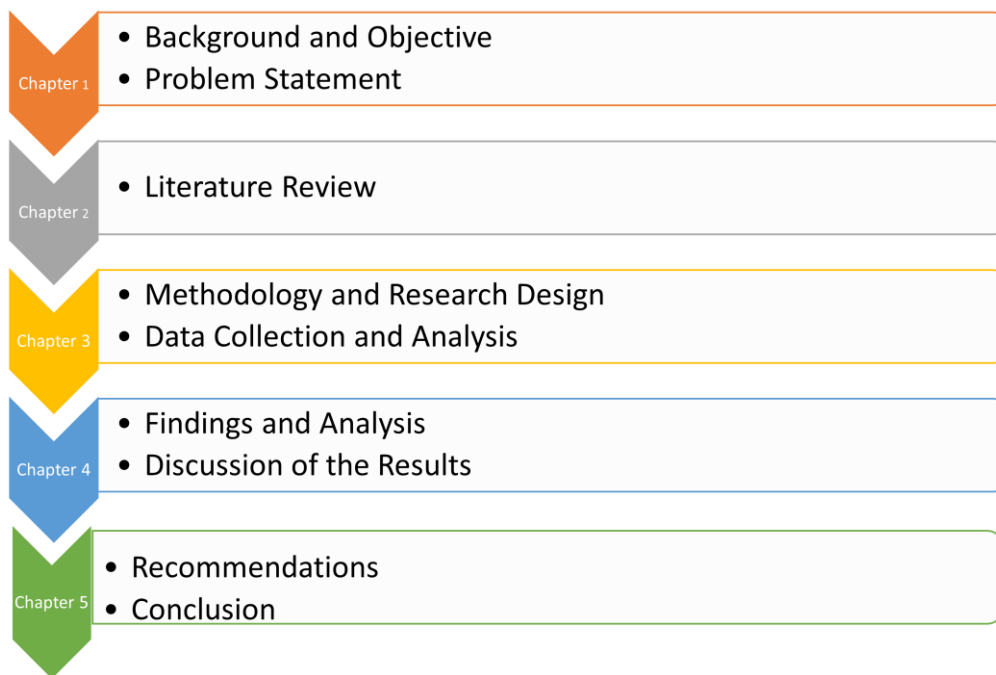 Chapter 1
• Background and Objective
• Problem Statement
Chapter 2
• Literature Review
Chapter 3
• Methodology and Research Design
• Data Collection and Analysis
Chapter 4
• Findings and Analysis
• Discussion of the Results
Chapter 5
• Recommendations
• Conclusion